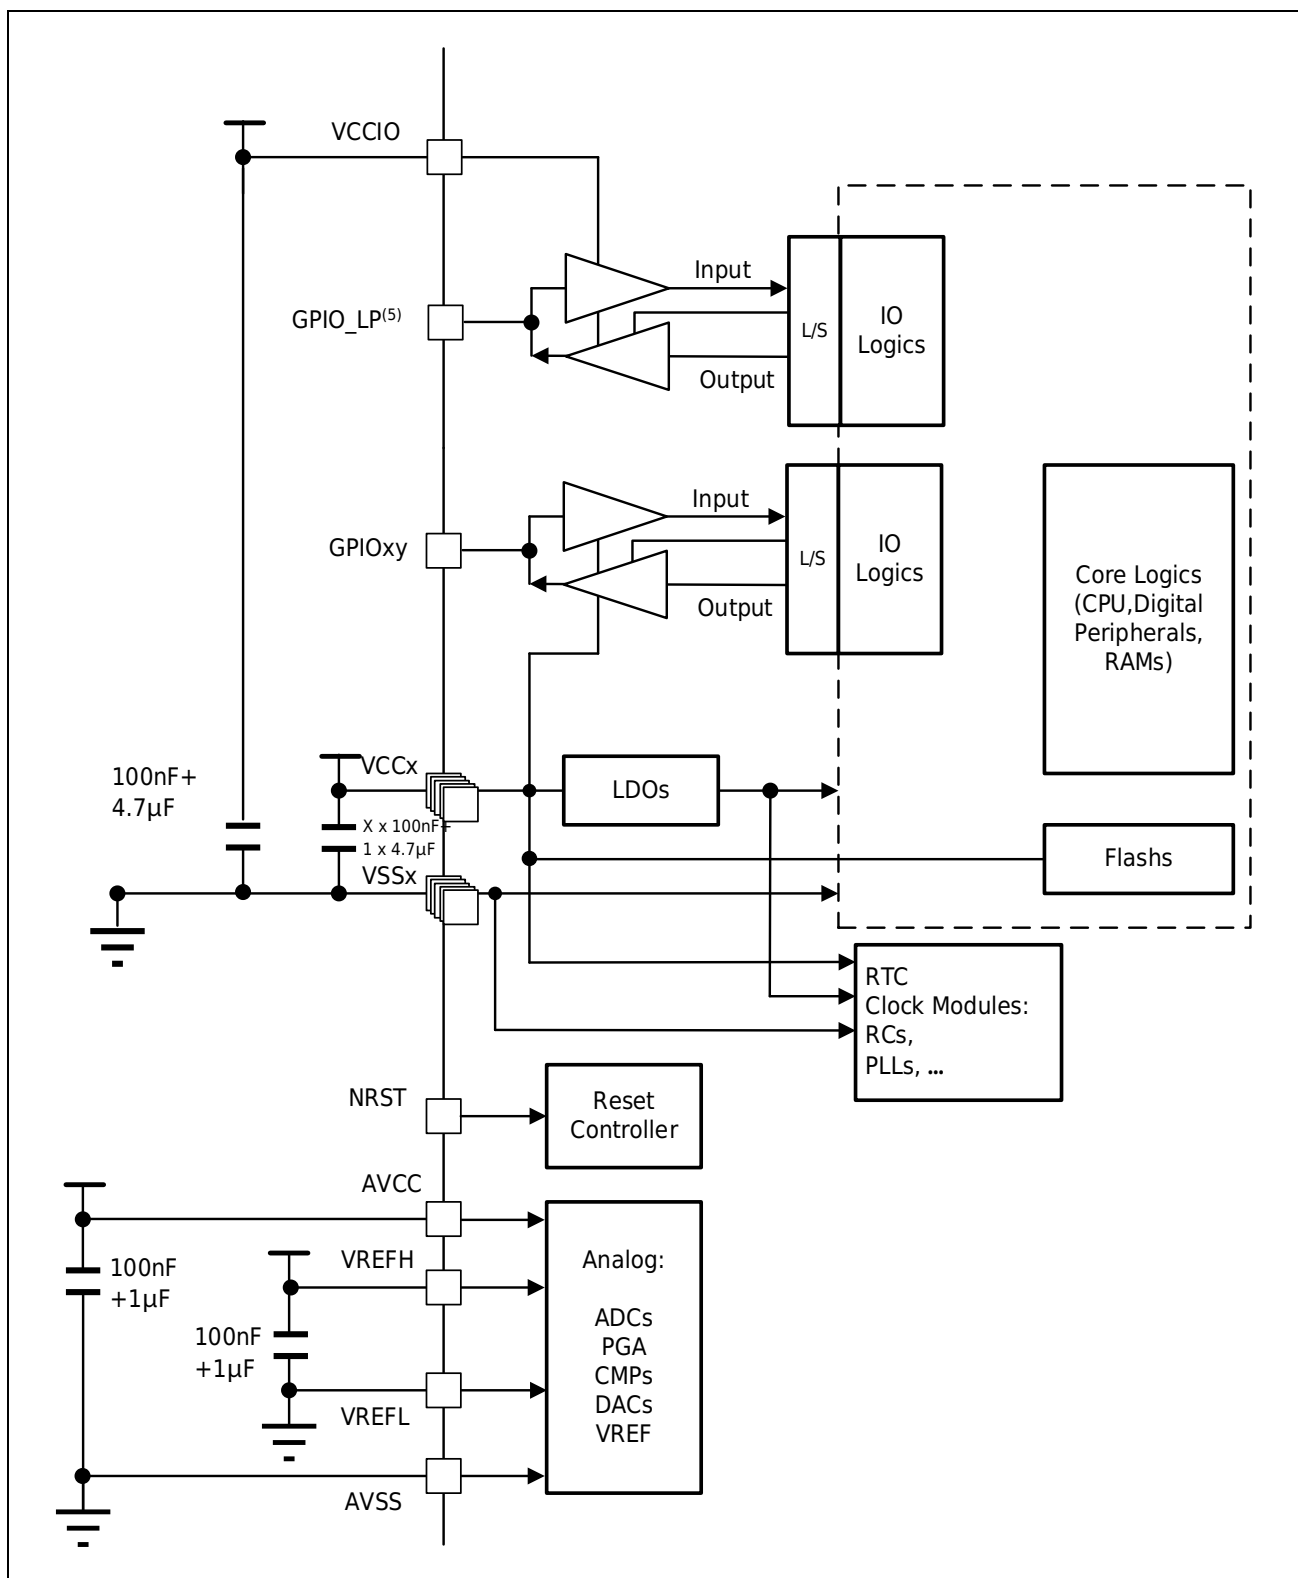 VCCIO
GPIO_LP(5)
Input
Output
L/S
IO
Logics
GPIOxy
Input
Output
L/S
IO
Logics
Core Logics
(CPU,Digital
Peripherals,
RAMs)
100nF+
4.7µF
VCCx
X x 100nF+
1 x 4.7µF
VSSx
LDOs
Flashs
RTC
Clock Modules:
RCs,
PLLs, ...
NRST
Reset
Controller
AVCC
100nF
+1µF
VREFH
100nF
+1µF
VREFL
AVSS
Analog:
ADCs
PGA
CMPs
DACs
VREF